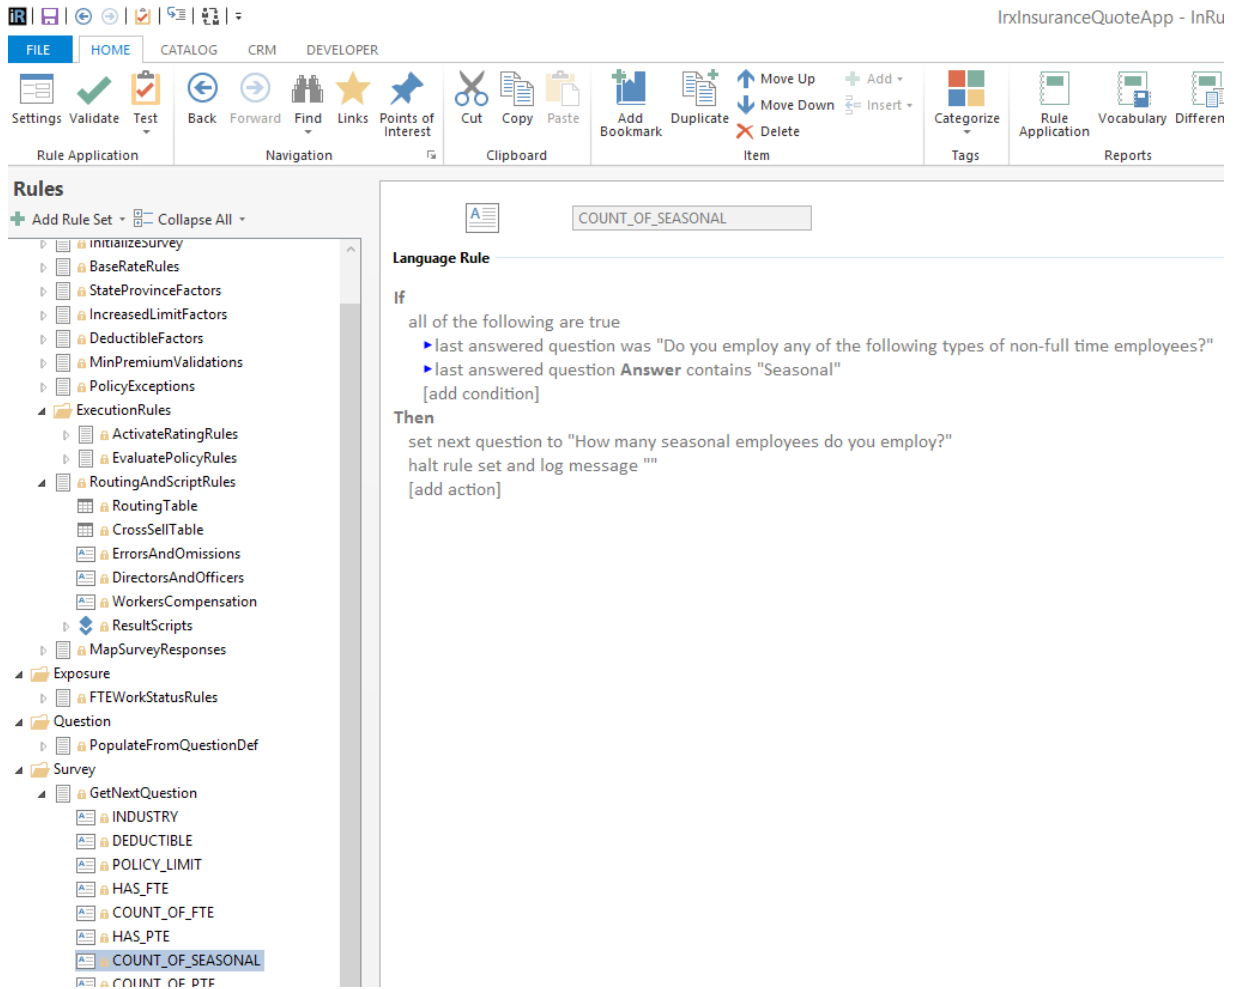 iR
IrxInsuranceQuoteApp - InRu
FILE HOME CATALOG CRM DEVELOPER
Settings Validate Test Back Forward Find Links Points of Interest Cut Copy Paste Add Bookmark Duplicate Move Up Move Down Delete Add Insert Categorize Rule Application Vocabulary Differen
Rule Application Navigation Clipboard Item Tags Reports
Rules
Add Rule Set Collapse All
InitializeSurvey
BaseRateRules
StateProvinceFactors
IncreasedLimitFactors
DeductibleFactors
MinPremiumValidations
PolicyExceptions
ExecutionRules
ActivateRatingRules
EvaluatePolicyRules
RoutingAndScriptRules
RoutingTable
CrossSellTable
ErrorsAndOmissions
DirectorsAndOfficers
WorkersCompensation
ResultScripts
MapSurveyResponses
Exposure
FTEWorkStatusRules
Question
PopulateFromQuestionDef
Survey
GetNextQuestion
INDUSTRY
DEDUCTIBLE
POLICY_LIMIT
HAS_FTE
COUNT_OF_FTE
HAS_PTE
COUNT_OF_SEASONAL
COUNT_OF_PTE
COUNT_OF_SEASONAL
Language Rule
If
all of the following are true
last answered question was "Do you employ any of the following types of non-full time employees?"
last answered question Answer contains "Seasonal"
[add condition]
Then
set next question to "How many seasonal employees do you employ?"
halt rule set and log message ""
[add action]